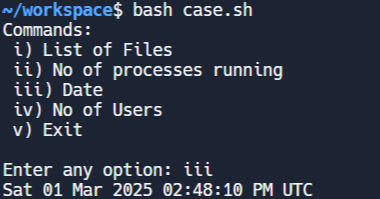 ~/workspace$ bash case.sh
Commands:
i) List of Files
ii) No of processes running
iii) Date
iv) No of Users
v) Exit
Enter any option: iii
Sat 01 Mar 2025 02:48:10 PM UTC